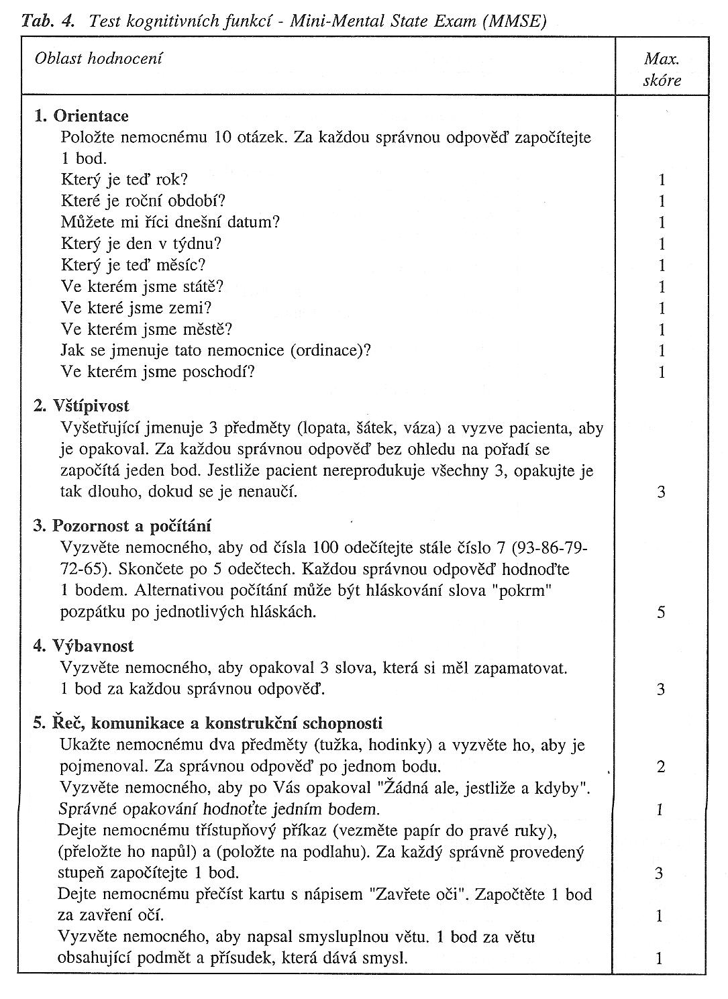 Tab. 4. Test kognitivních funkcí - Mini-Mental State Exam (MMSE)
Oblast hodnocení Max.
skóre
1. Orientace
Položte nemocnému 10 otázek. Za každou správnou odpověď započítejte
1 bod.
Který je teď rok? 1
Které je roční období? 1
Můžete mi říci dnešní datum? 1
Který je den v týdnu? 1
Který je teď měsíc? 1
Ve kterém jsme státě? 1
Ve které jsme zemi? 1
Ve kterém jsme městě? 1
Jak se jmenuje tato nemocnice (ordinace)? 1
Ve kterém jsme poschodí? 1
2. Vštípivost
Vyšetřující jmenuje 3 předměty (lopata, šátek, váza) a vyzve pacienta, aby
je opakoval. Za každou správnou odpověď bez ohledu na pořadí se
započítá jeden bod. Jestliže pacient nereprodukuje všechny 3, opakujte je
tak dlouho, dokud se je nenaučí. 3
3. Pozornost a počítání
Vyzvěte nemocného, aby od čísla 100 odečítejte stále číslo 7 (93-86-79-
72-65). Skončete po 5 odečtech. Každou správnou odpověď hodnoďte
1 bodem. Alternativou počítání může být hláskování slova "pokrm"
pozpátku po jednotlivých hláskách. 5
4. Výbavnost
Vyzvěte nemocného, aby opakoval 3 slova, která si měl zapamatovat.
1 bod za každou správnou odpověď. 3
5. Řeč, komunikace a konstrukční schopnosti
Ukažte nemocnému dva předměty (tužka, hodinky) a vyzvěte ho, aby je
pojmenoval. Za správnou odpověď po jednom bodu. 2
Vyzvěte nemocného, aby po Vás opakoval "Žádná ale, jestliže a kdyby".
Správné opakování hodnoťte jedním bodem. 1
Dejte nemocnému třístupňový příkaz (vezměte papír do pravé ruky),
(přeložte ho napůl) a (položte na podlahu). Za každý správně provedený
stupeň započítejte 1 bod. 3
Dejte nemocnému přečíst kartu s nápisem "Zavřete oči". Započtěte 1 bod
za zavření očí. 1
Vyzvěte nemocného, aby napsal smysluplnou větu. 1 bod za větu
obsahující podmět a přísudek, která dává smysl. 1